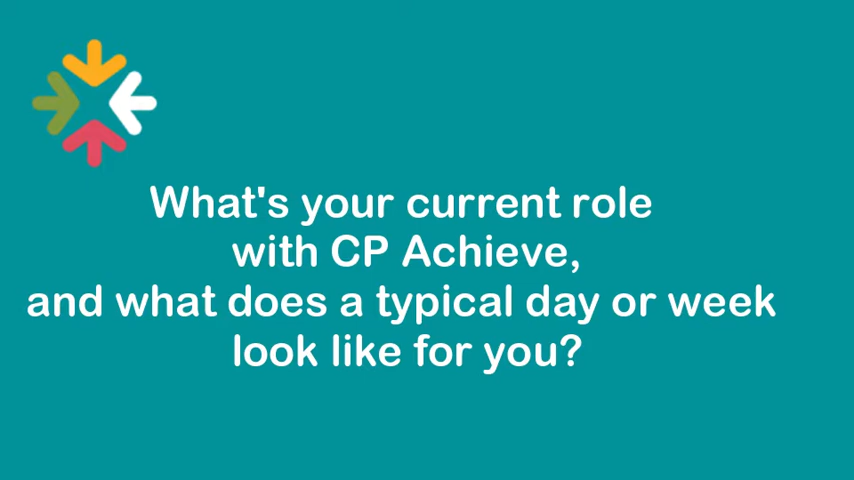 What's your current role
with CP Achieve,
and what does a typical day or week
look like for you?